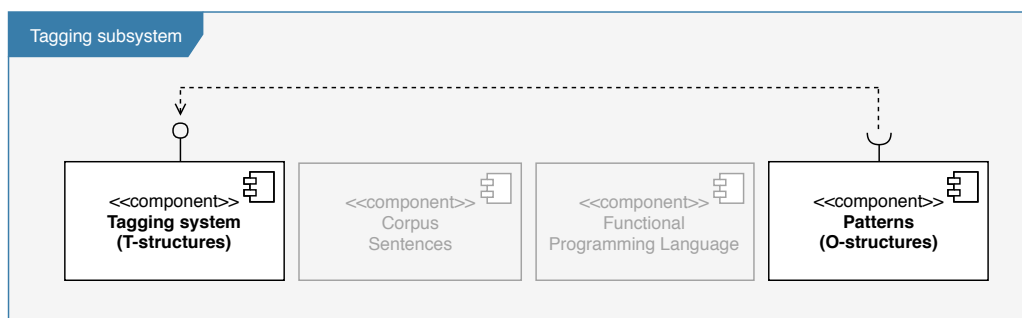 Tagging subsystem
<<component>>
Tagging system
(T-structures)
<<component>>
Corpus
Sentences
<<component>>
Functional
Programming Language
<<component>>
Patterns
(O-structures)